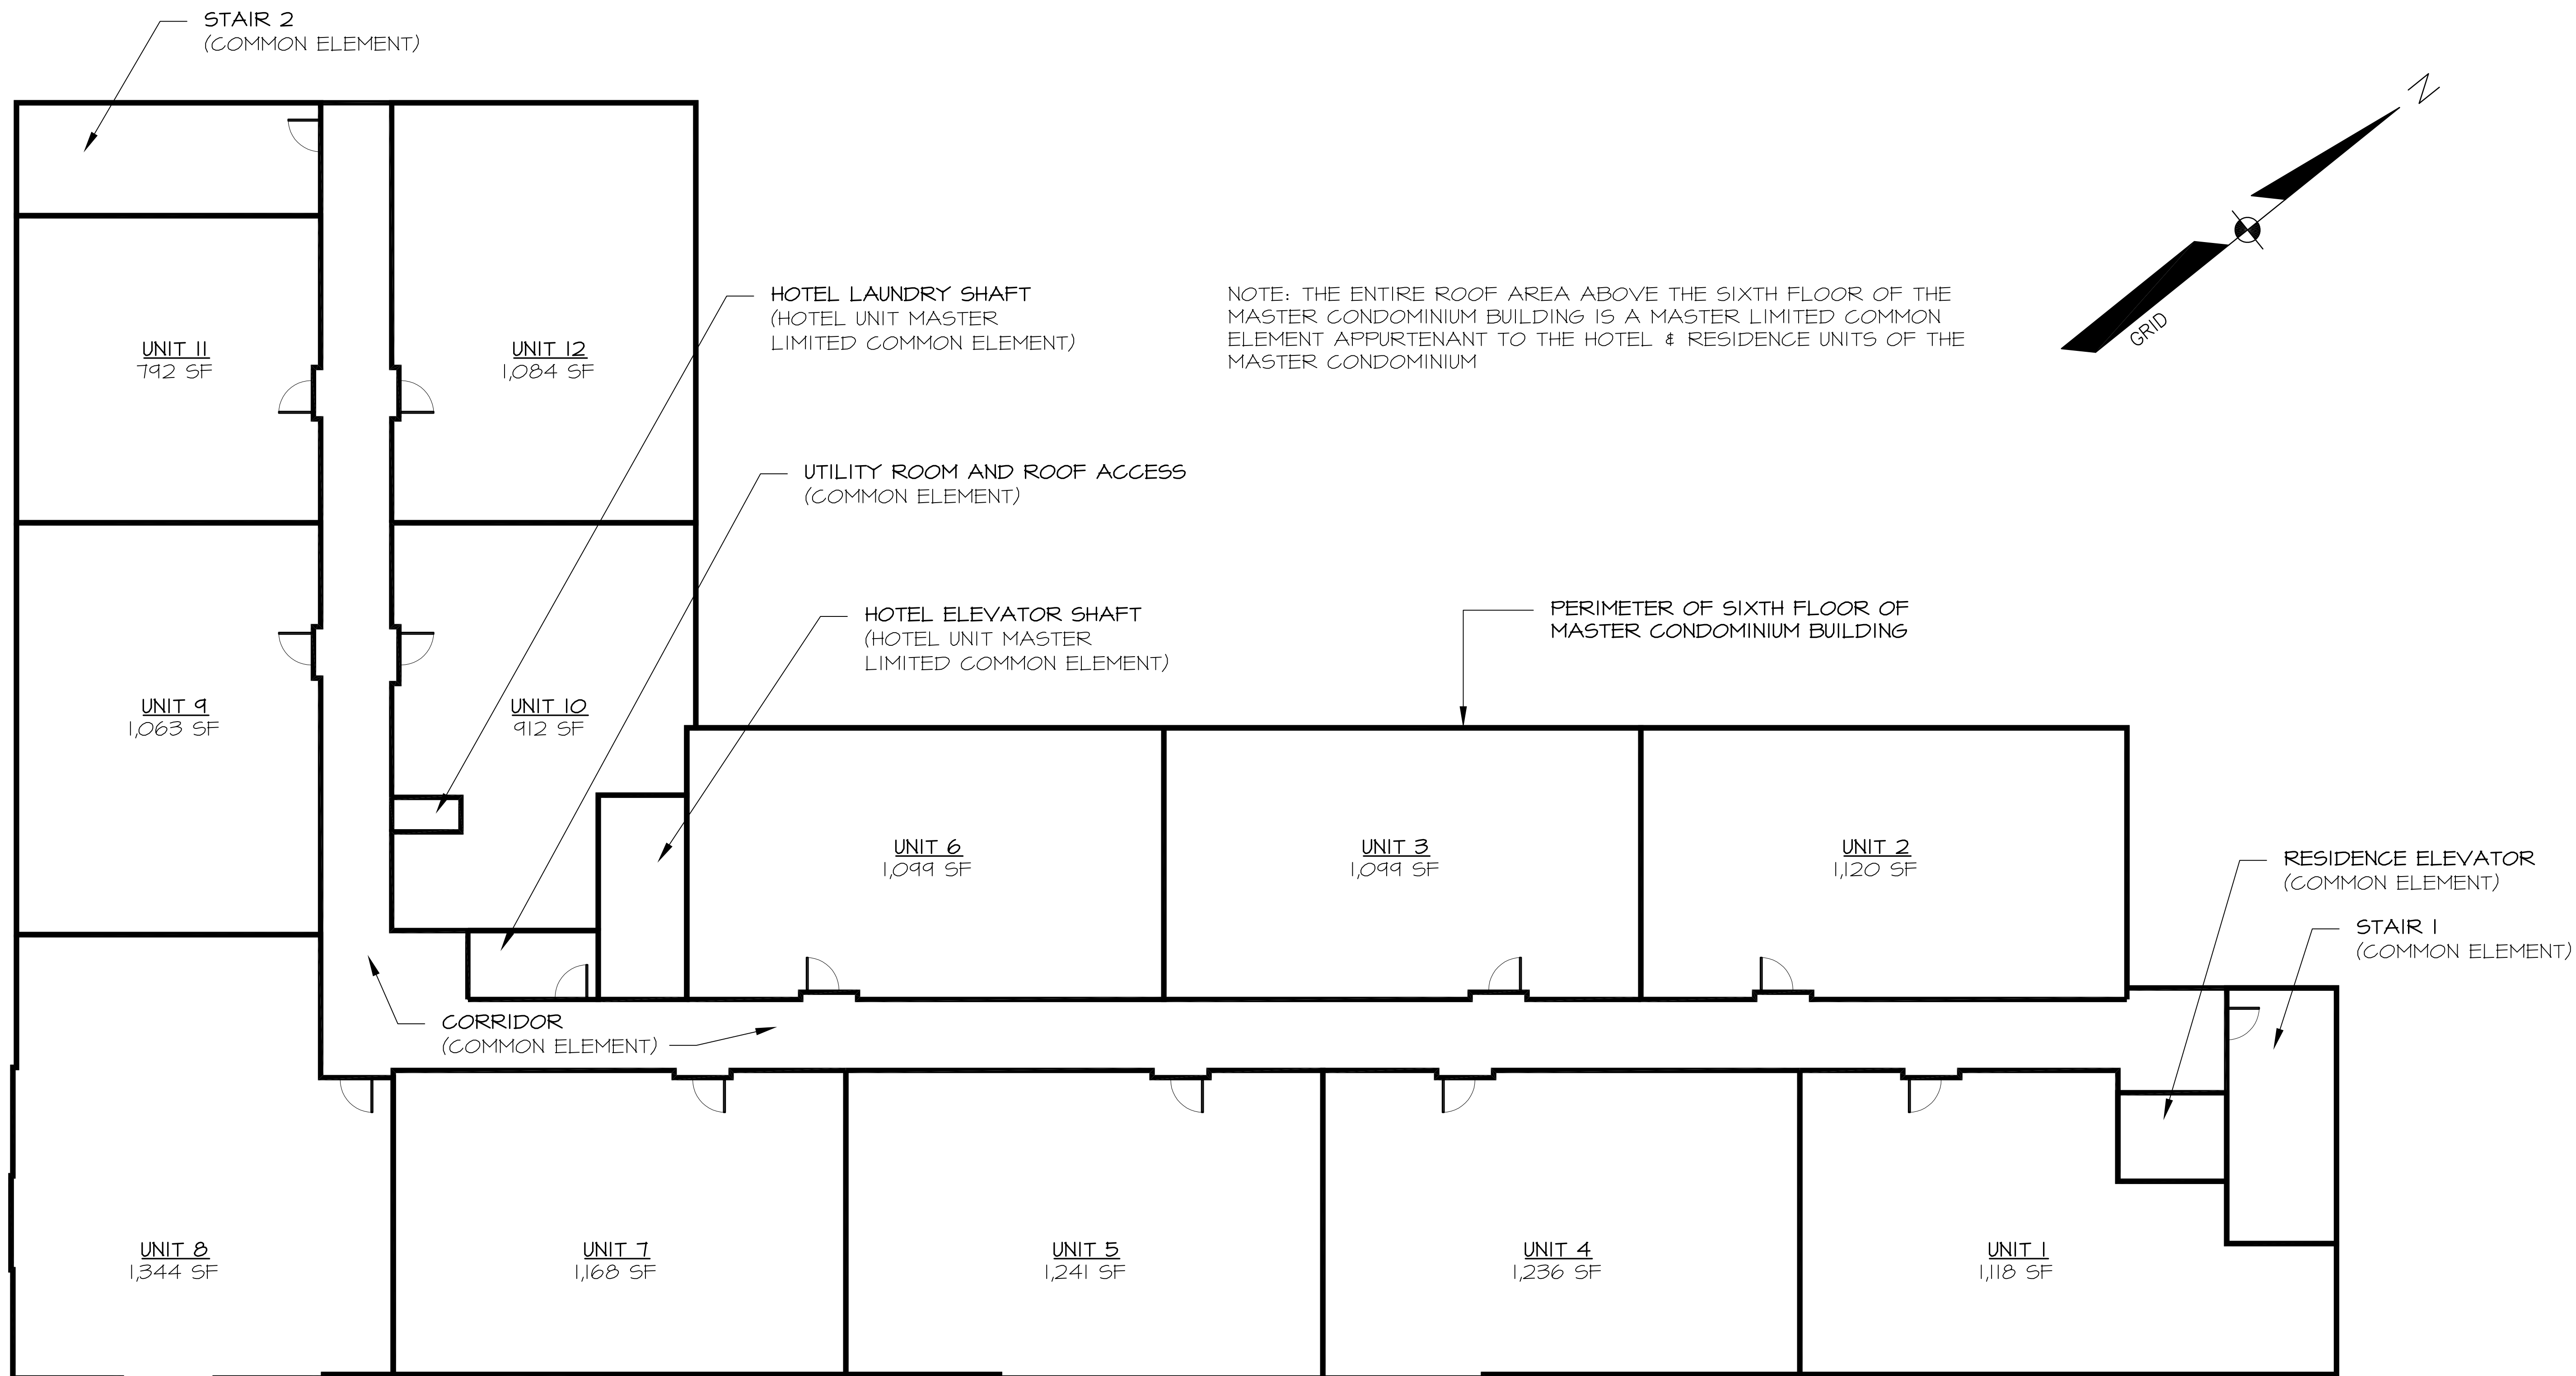 STAIR 2
(COMMON ELEMENT)
N
GRID
HOTEL LAUNDRY SHAFT
(HOTEL UNIT MASTER
LIMITED COMMON ELEMENT)
NOTE: THE ENTIRE ROOF AREA ABOVE THE SIXTH FLOOR OF THE
MASTER CONDOMINIUM BUILDING IS A MASTER LIMITED COMMON
ELEMENT APPURTENANT TO THE HOTEL & RESIDENCE UNITS OF THE
MASTER CONDOMINIUM
UNIT 11
792 SF
UNIT 12
1,084 SF
UTILITY ROOM AND ROOF ACCESS
(COMMON ELEMENT)
HOTEL ELEVATOR SHAFT
(HOTEL UNIT MASTER
LIMITED COMMON ELEMENT)
PERIMETER OF SIXTH FLOOR OF
MASTER CONDOMINIUM BUILDING
UNIT 9
1,063 SF
UNIT 10
912 SF
UNIT 6
1,099 SF
UNIT 3
1,099 SF
UNIT 2
1,120 SF
RESIDENCE ELEVATOR
(COMMON ELEMENT)
STAIR 1
(COMMON ELEMENT)
CORRIDOR
(COMMON ELEMENT)
UNIT 8
1,344 SF
UNIT 7
1,168 SF
UNIT 5
1,241 SF
UNIT 4
1,236 SF
UNIT 1
1,118 SF